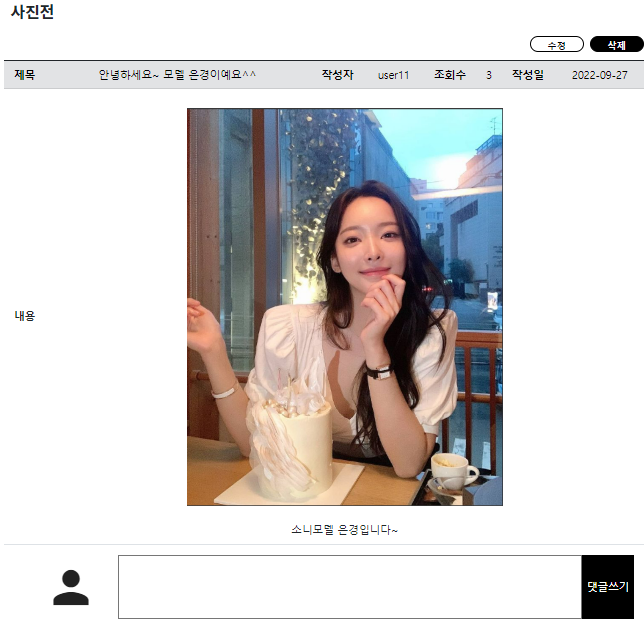 사진전
수정 삭제
제목 안녕하세요~ 모델 은경이예요^^ 작성자 user11 조회수 3 작성일 2022-09-27
내용
소니모델 은경입니다~
댓글쓰기